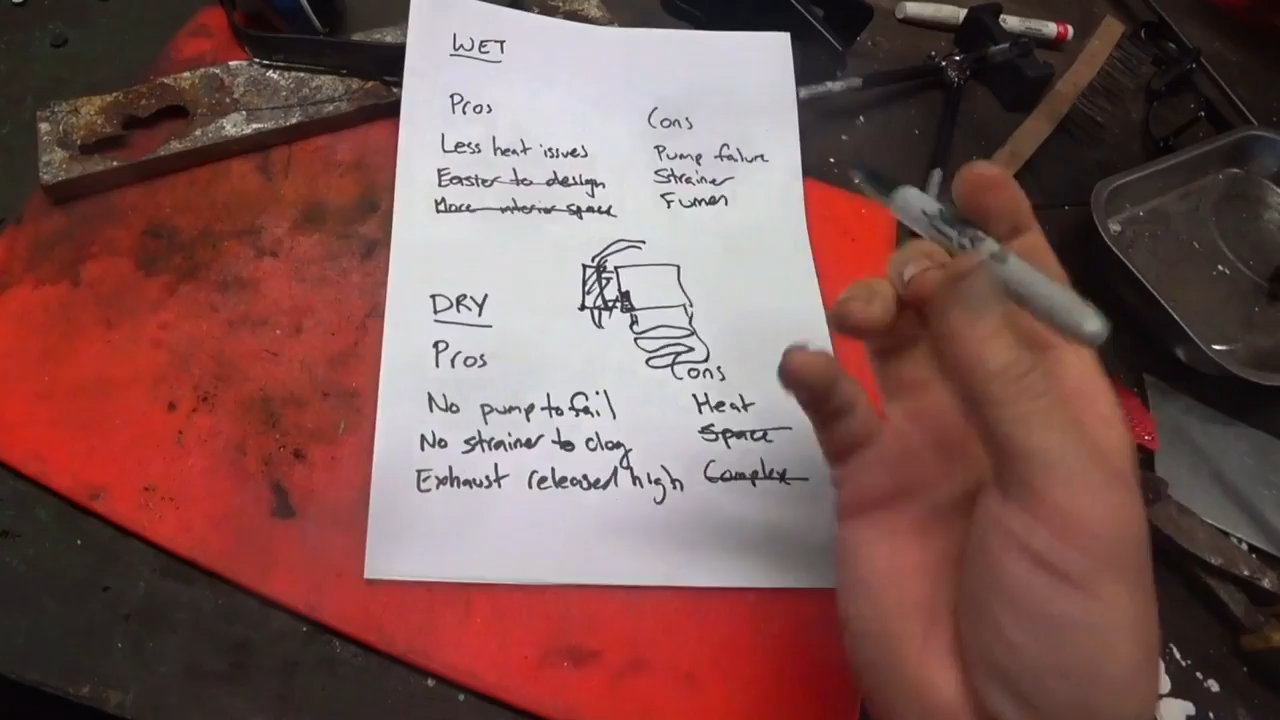 WET
Pros
Cons
Less heat issues
Pump failure
Easier to design
Strainer
More interior space
Fumes
DRY
Pros
Cons
No pump to fail
Heat
No strainer to clog
Space
Exhaust released high
Complex